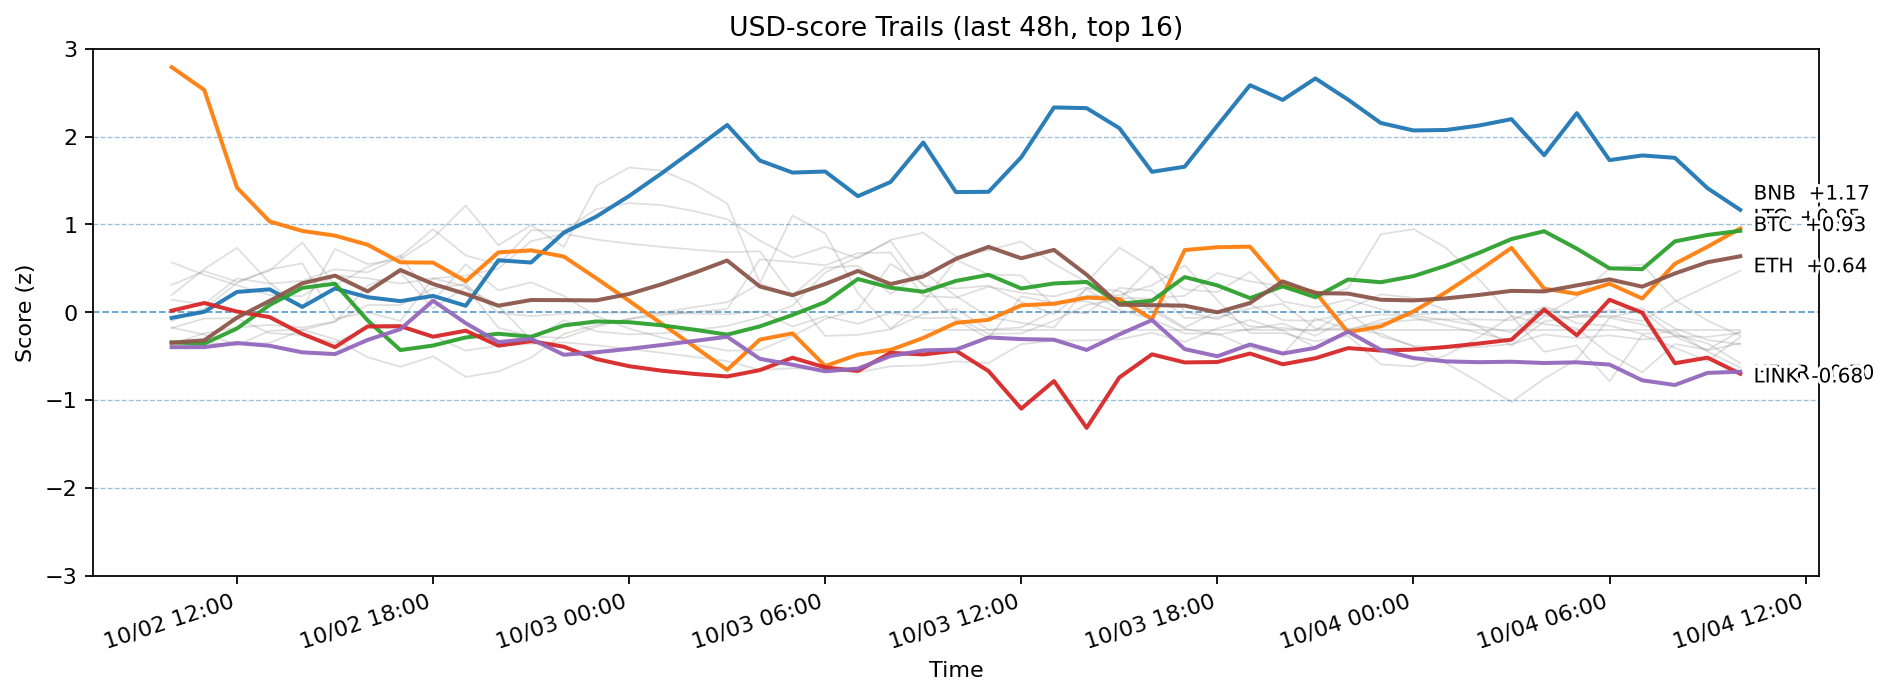 USD-score Trails (last 48h, top 16)
Score (z)
3
2
1
0
−1
−2
−3
BNB +1.17
BTC +0.93
ETH +0.64
LINK -0.68
10/02 12:00
10/02 18:00
10/03 00:00
10/03 06:00
10/03 12:00
10/03 18:00
10/04 00:00
10/04 06:00
10/04 12:00
Time